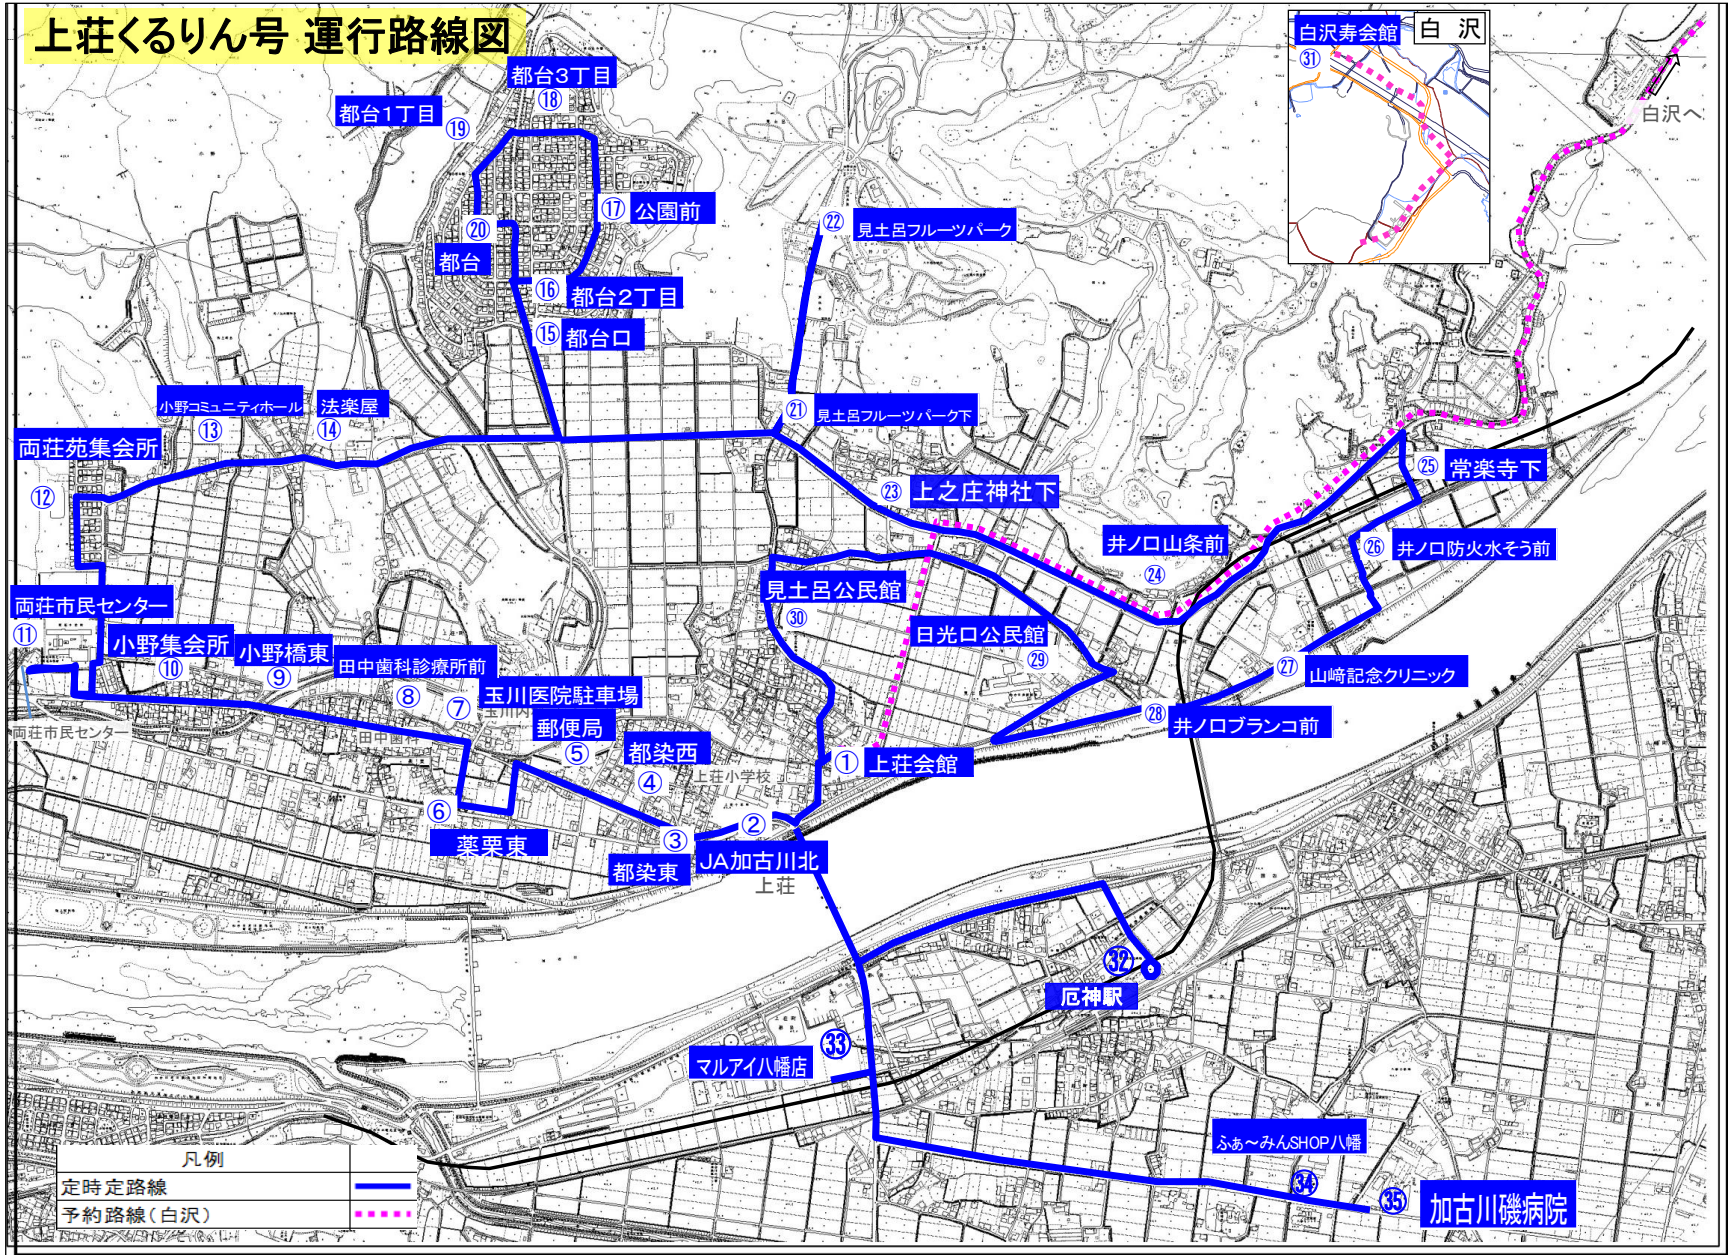 上荘くるりん号 運行路線図
白沢寿会館
白 沢
㉛
都台3丁目
⑱
都台1丁目
⑲
白沢へ
⑰ 公園前
⑳
都台
㉒ 見土呂フルーツパーク
⑯ 都台2丁目
⑮ 都台口
小野コミュニティホール
⑬
法楽屋
⑭
㉑ 見土呂フルーツパーク下
両荘苑集会所
⑫
㉓ 上之庄神社下
㉕ 常楽寺下
井ノ口山条前
㉔
㉖ 井ノ口防火水そう前
見土呂公民館
㉚
両荘市民センター
⑪
小野集会所
⑩
小野橋東
⑨
田中歯科診療所前
⑧
日光口公民館
㉙
㉗ 山﨑記念クリニック
⑦ 玉川医院駐車場
玉川内
郵便局
⑤
㉘ 井ノ口ブランコ前
両荘市民センター
田中歯科
都染西
④
上荘小学校
① 上荘会館
⑥
薬栗東
③
都染東
②
JA加古川北
上荘
㉜
厄神駅
㉝
マルアイ八幡店
ふぁ～みんSHOP八幡
㉞
㉟ 加古川磯病院
凡例
定時定路線
予約路線(白沢)